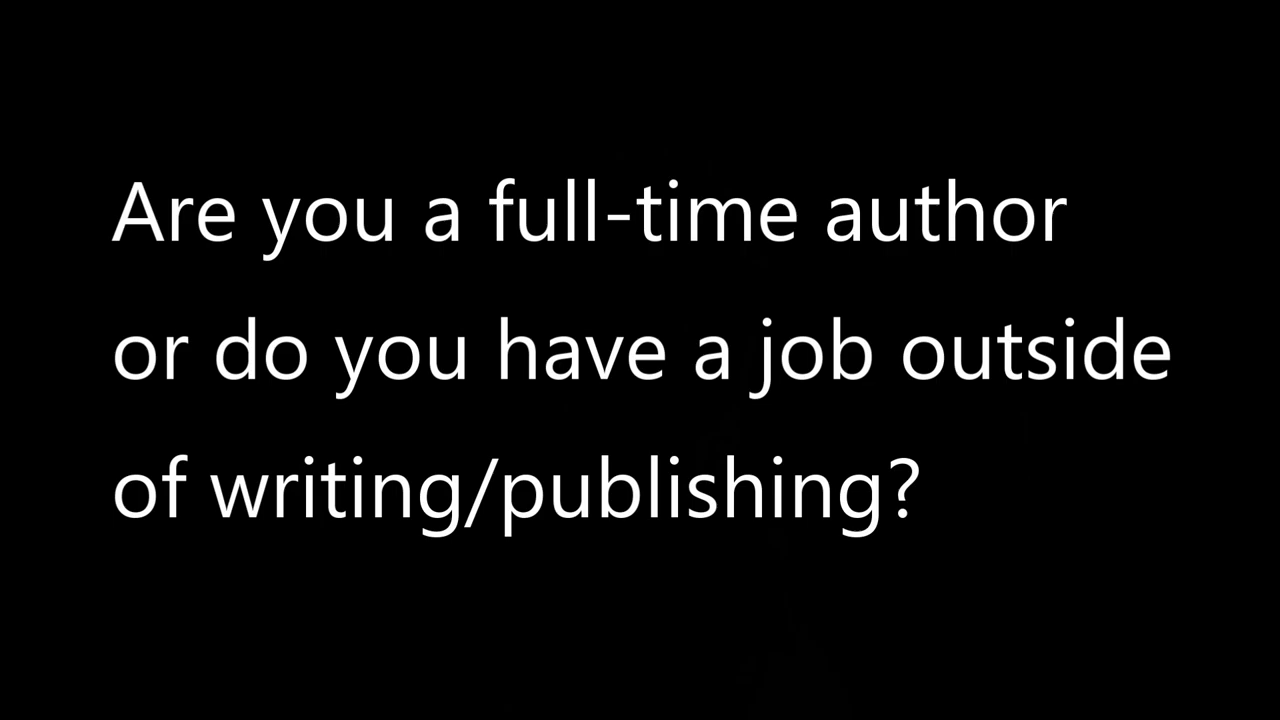 Are you a full-time author
or do you have a job outside
of writing/publishing?